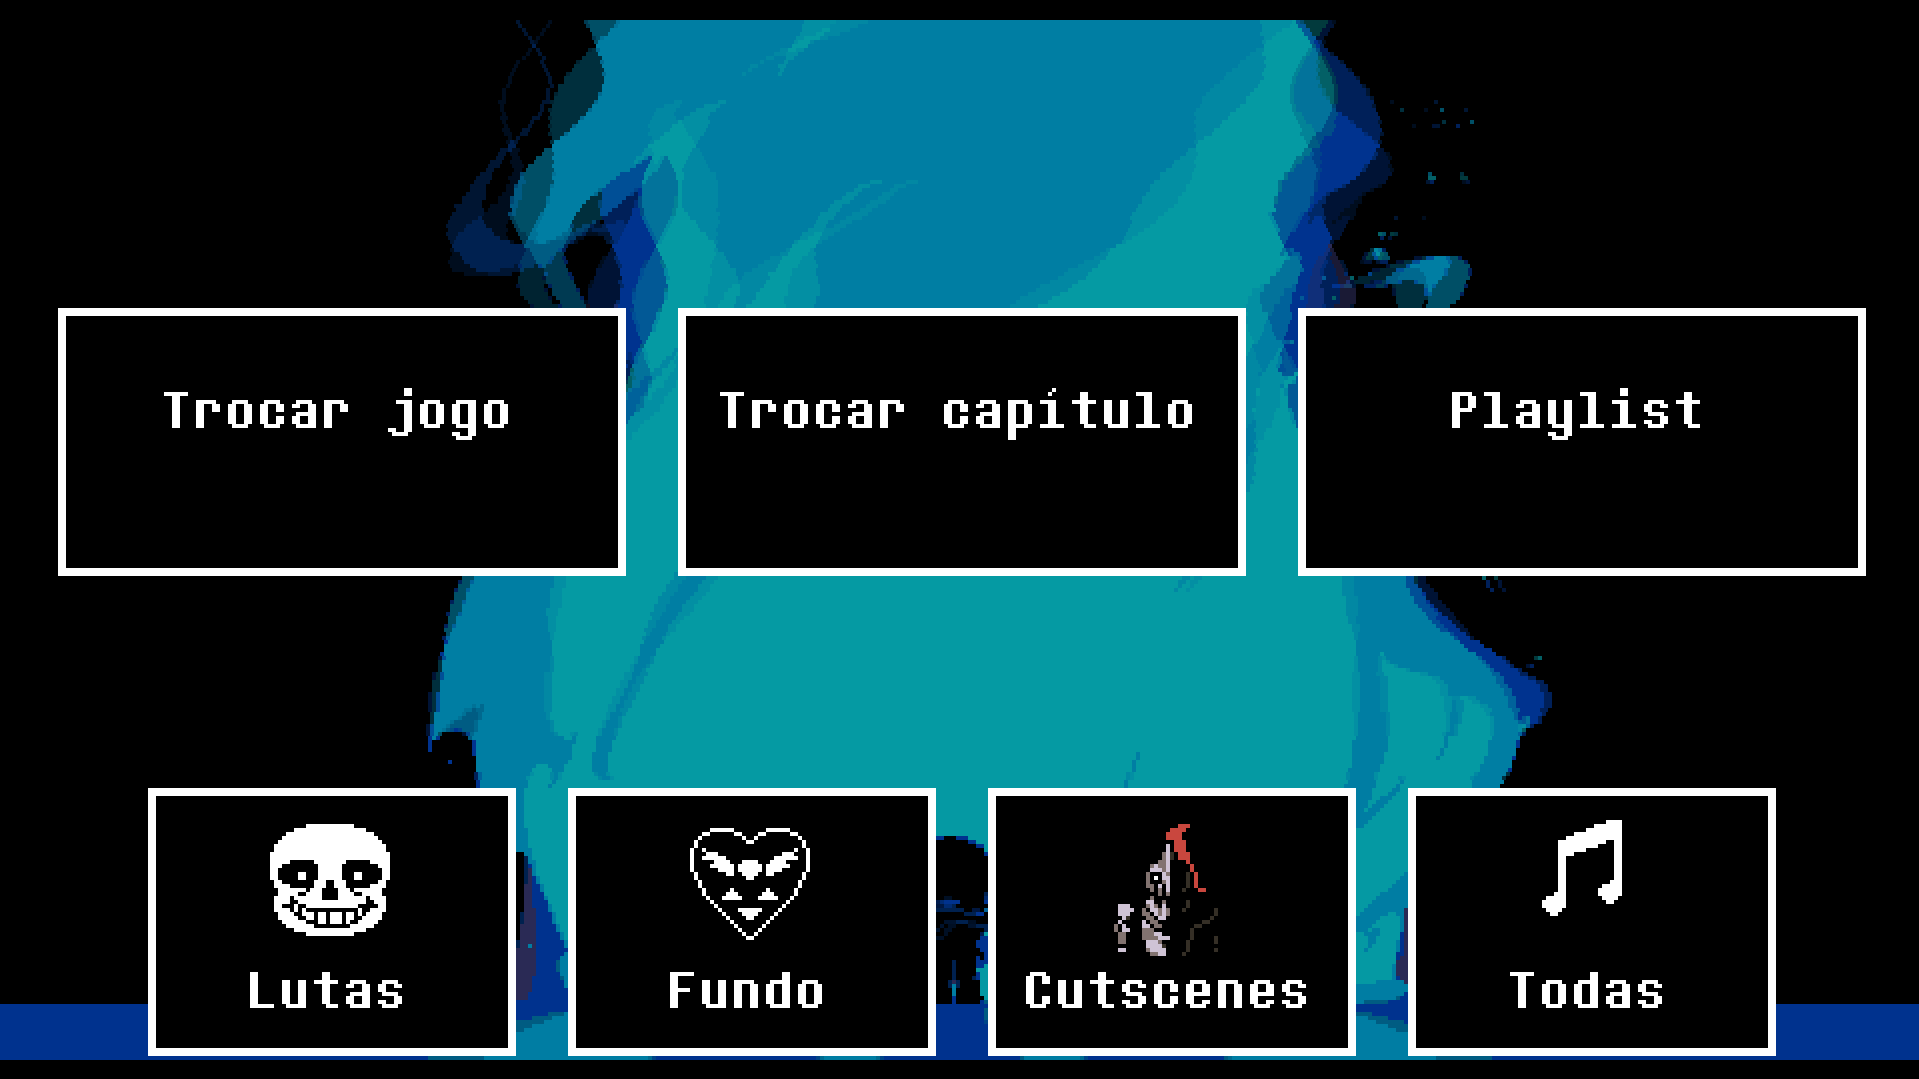 Trocar jogo
Trocar capítulo
Playlist
Lutas
Fundo
Cutscenes
Todas